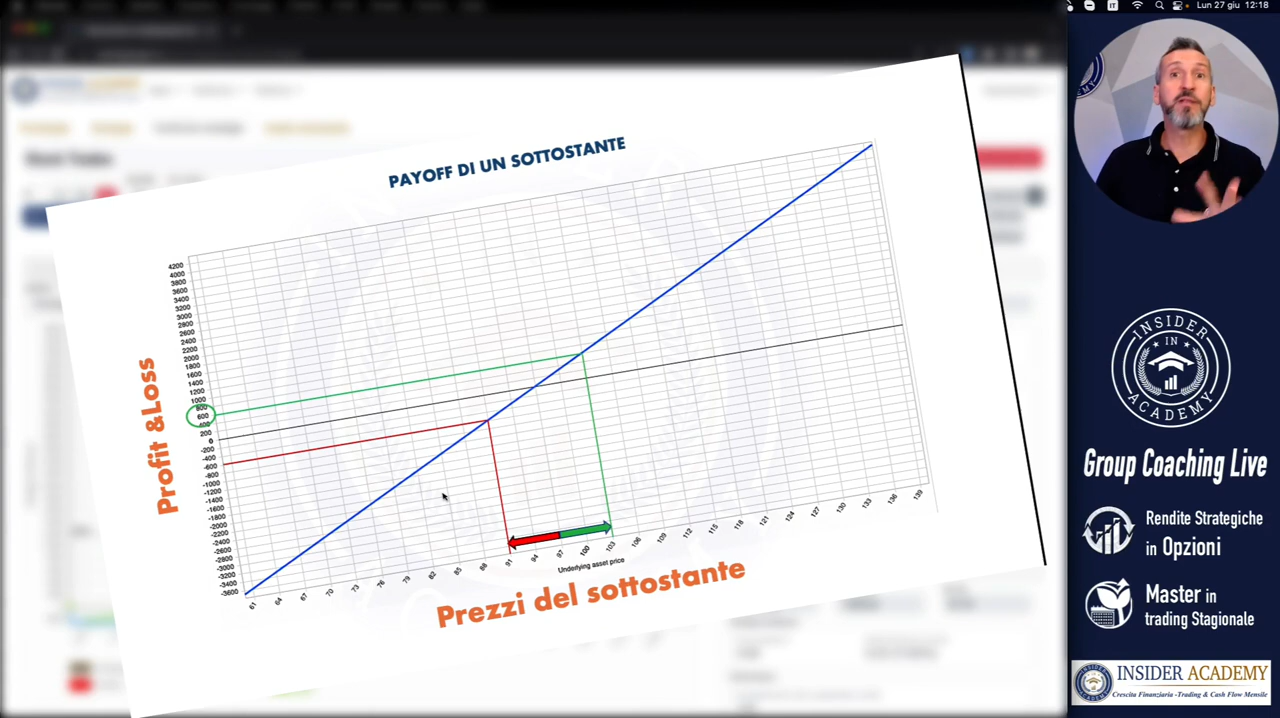 IT
Lun 27 giu 12:18
INSIDER ACADEMY
PAYOFF DI UN SOTTOSTANTE
4200
4000
3800
3600
3400
3200
3000
2800
2600
2400
2200
2000
1800
1600
1400
1200
1000
800
600
400
200
0
-200
-400
-600
-800
-1000
-1200
-1400
-1600
-1800
-2000
-2200
-2400
-2600
-2800
-3000
-3200
-3400
-3600
Profit &Loss
61 64 67 70 73 76 79 82 85 88 91 94 97 100 103 106 109 112 115 118 121 124 127 130 133 136 139
Underlying asset price
Prezzi del sottostante
INSIDER
IN
ACADEMY
Group Coaching Live
Rendite Strategiche
in Opzioni
Master in
trading Stagionale
INSIDER ACADEMY
Crescita Finanziaria -Trading & Cash Flow Mensile